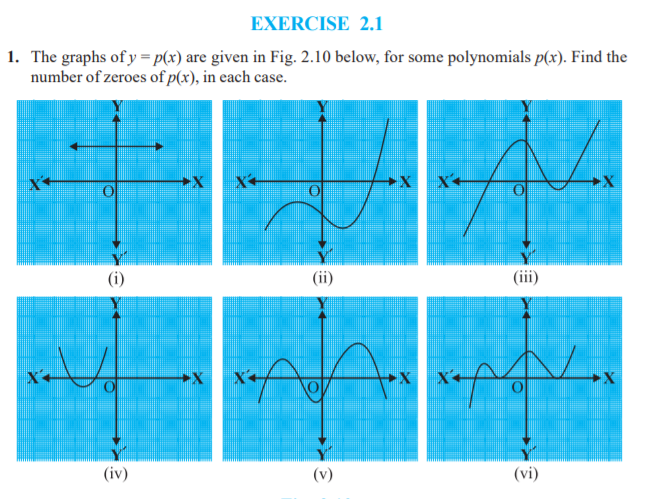 EXERCISE 2.1
1. The graphs of y = p(x) are given in Fig. 2.10 below, for some polynomials p(x). Find the
number of zeroes of p(x), in each case.
Y Y Y
X′ O X X′ O X X′ O X
Y′ Y′ Y′
(i) (ii) (iii)
Y Y Y
X′ O X X′ O X X′ O X
Y′ Y′ Y′
(iv) (v) (vi)